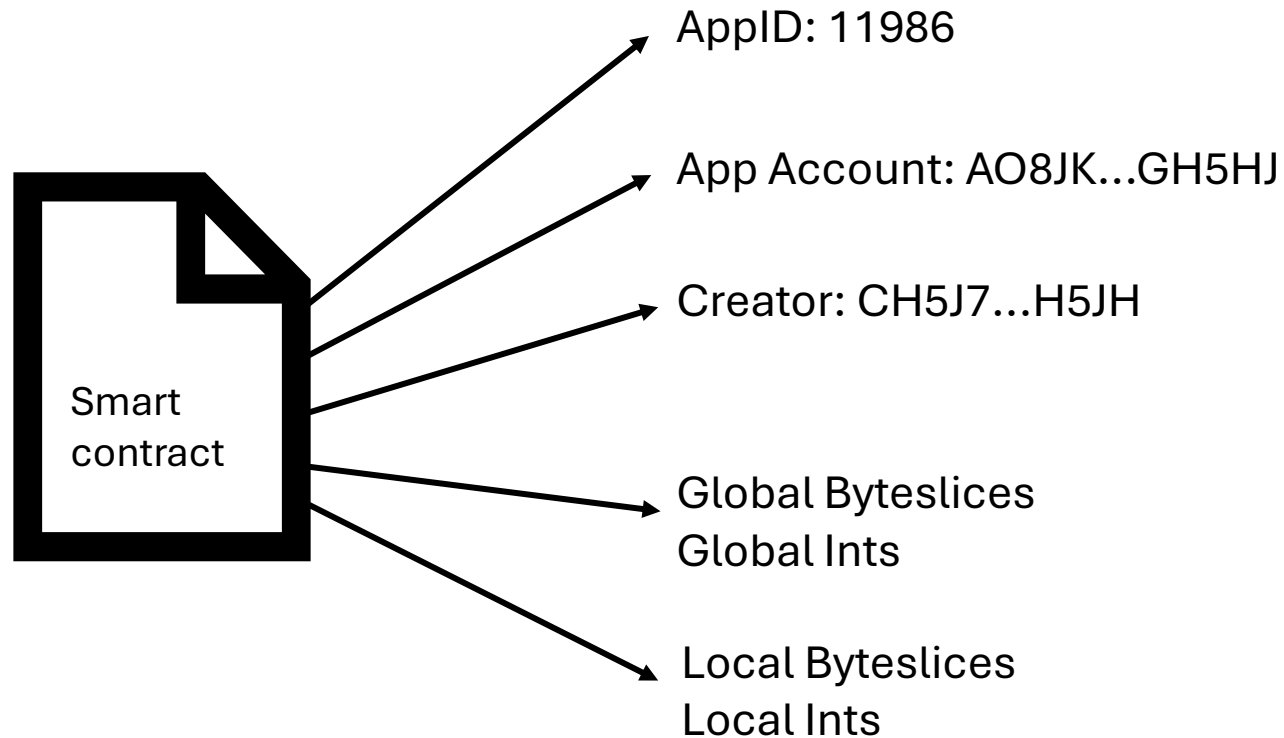 AppID: 11986
App Account: AO8JK...GH5HJ
Creator: CH5J7...H5JH
Smart
contract
Global Byteslices
Global Ints
Local Byteslices
Local Ints